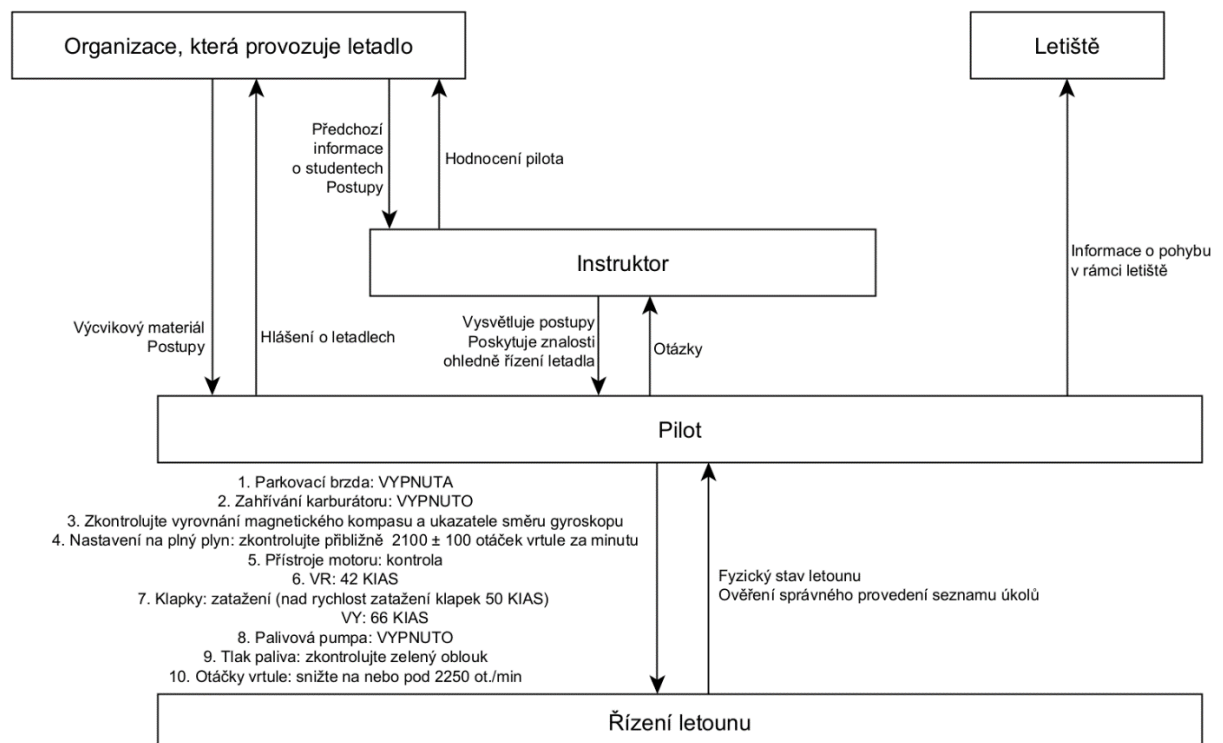 Organizace, která provozuje letadlo
Letiště
Předchozí
informace
o studentech
Postupy
Hodnocení pilota
Instruktor
Informace o pohybu
v rámci letiště
Výcvikový materiál
Postupy
Hlášení o letadlech
Vysvětluje postupy
Poskytuje znalosti
ohledně řízení letadla
Otázky
Pilot
1. Parkovací brzda: VYPNUTA
2. Zahřívání karburátoru: VYPNUTO
3. Zkontrolujte vyrovnání magnetického kompasu a ukazatele směru gyroskopu
4. Nastavení na plný plyn: zkontrolujte přibližně 2100 ± 100 otáček vrtule za minutu
5. Přístroje motoru: kontrola
6. VR: 42 KIAS
7. Klapky: zatažení (nad rychlost zatažení klapek 50 KIAS)
VY: 66 KIAS
8. Palivová pumpa: VYPNUTO
9. Tlak paliva: zkontrolujte zelený oblouk
10. Otáčky vrtule: snižte na nebo pod 2250 ot./min
Fyzický stav letounu
Ověření správného provedení seznamu úkolů
Řízení letounu